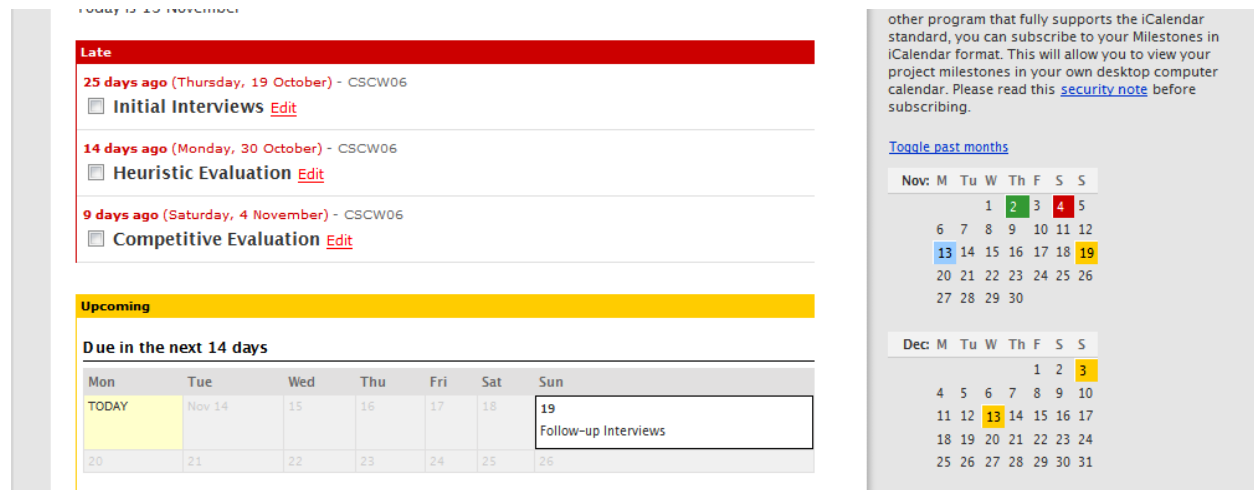 Today is 13 November
Late
25 days ago (Thursday, 19 October) - CSCW06
Initial Interviews Edit
14 days ago (Monday, 30 October) - CSCW06
Heuristic Evaluation Edit
9 days ago (Saturday, 4 November) - CSCW06
Competitive Evaluation Edit
Upcoming
Due in the next 14 days
Mon Tue Wed Thu Fri Sat Sun
TODAY Nov 14 15 16 17 18 19
Follow-up Interviews
20 21 22 23 24 25 26
other program that fully supports the iCalendar
standard, you can subscribe to your Milestones in
iCalendar format. This will allow you to view your
project milestones in your own desktop computer
calendar. Please read this security note before
subscribing.
Toggle past months
Nov: M Tu W Th F S S
1 2 3 4 5
6 7 8 9 10 11 12
13 14 15 16 17 18 19
20 21 22 23 24 25 26
27 28 29 30
Dec: M Tu W Th F S S
1 2 3
4 5 6 7 8 9 10
11 12 13 14 15 16 17
18 19 20 21 22 23 24
25 26 27 28 29 30 31